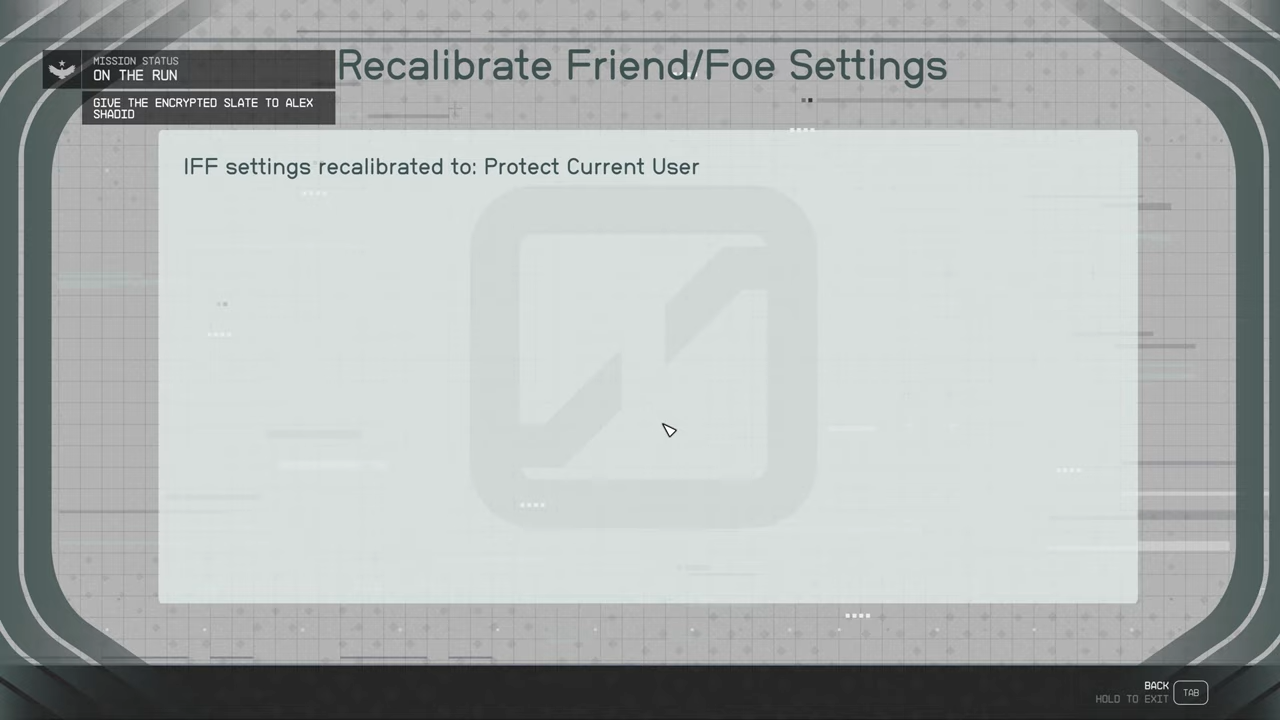 MISSION STATUS
ON THE RUN
GIVE THE ENCRYPTED SLATE TO ALEX
SHADID
Recalibrate Friend/Foe Settings
IFF settings recalibrated to: Protect Current User
BACK
HOLD TO EXIT
TAB